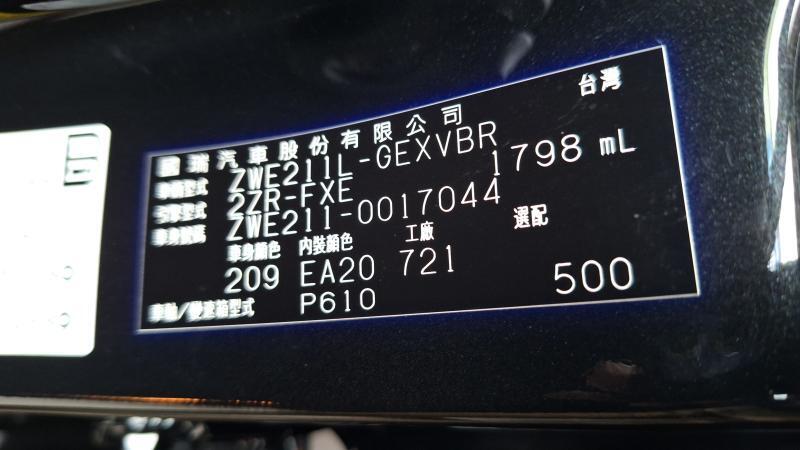 台灣
國瑞汽車股份有限公司
車輛型式 ZWE211L-GEXVBR
引擎型式 2ZR-FXE 1798 mL
車身號碼 ZWE211-0017044
車身顏色 內裝顏色 工廠 選配
209 EA20 721 500
車軸/變速箱型式 P610